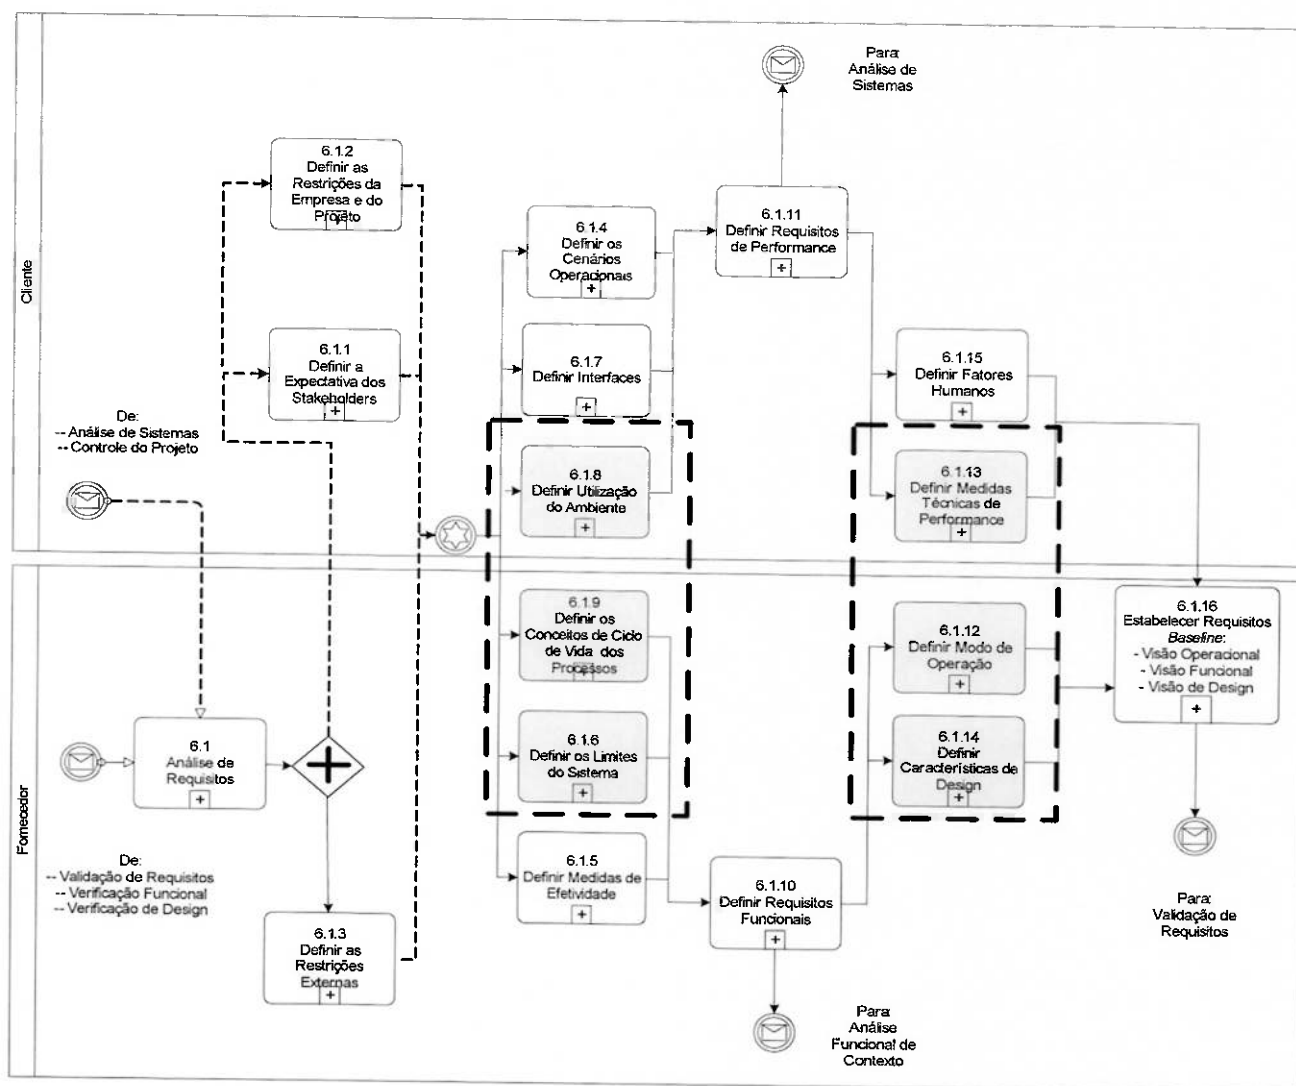 Cliente
Para:
Análise de
Sistemas
6.1.2
Definir as
Restrições da
Empresa e do
Projeto
6.1.4
Definir os
Cenários
Operacionais
6.1.11
Definir Requisitos
de Performance
6.1.1
Definir a
Expectativa dos
Stakeholders
6.1.7
Definir Interfaces
6.1.15
Definir Fatores
Humanos
De:
-- Análise de Sistemas
-- Controle do Projeto
6.1.8
Definir Utilização
do Ambiente
6.1.13
Definir Medidas
Técnicas de
Performance
Fornecedor
6.1.9
Definir os
Conceitos de Ciclo
de Vida dos
Processos
6.1.12
Definir Modo de
Operação
6.1.16
Estabelecer Requisitos
Baseline:
- Visão Operacional
- Visão Funcional
- Visão de Design
6.1
Análise de
Requisitos
6.1.6
Definir os Limites
do Sistema
6.1.14
Definir
Características de
Design
De:
-- Validação de Requisitos
-- Verificação Funcional
-- Verificação de Design
6.1.5
Definir Medidas de
Efetividade
6.1.10
Definir Requisitos
Funcionais
Para:
Validação de
Requisitos
6.1.3
Definir as
Restrições
Externas
Para:
Análise
Funcional de
Contexto